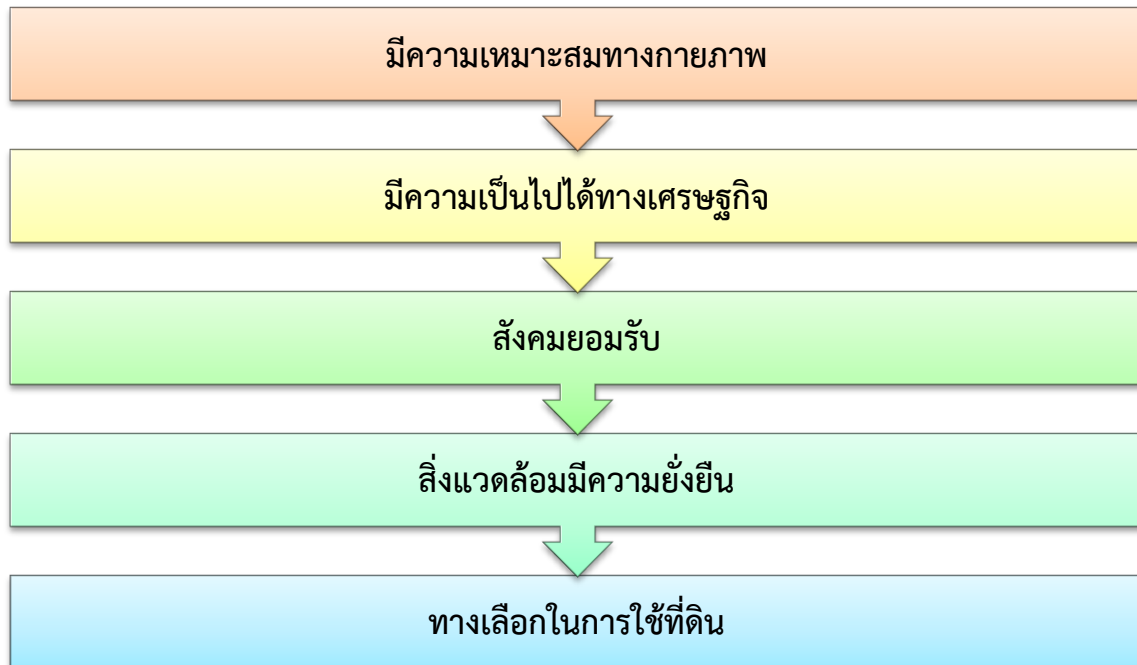 มีความเหมาะสมทางกายภาพ
มีความเป็นไปได้ทางเศรษฐกิจ
สังคมยอมรับ
สิ่งแวดล้อมมีความยั่งยืน
ทางเลือกในการใช้ที่ดิน